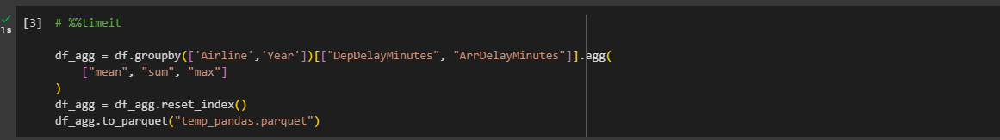 [3] # %%timeit
1s
df_agg = df.groupby(['Airline','Year'])[["DepDelayMinutes", "ArrDelayMinutes"]].agg(
    ["mean", "sum", "max"]
)
df_agg = df_agg.reset_index()
df_agg.to_parquet("temp_pandas.parquet")